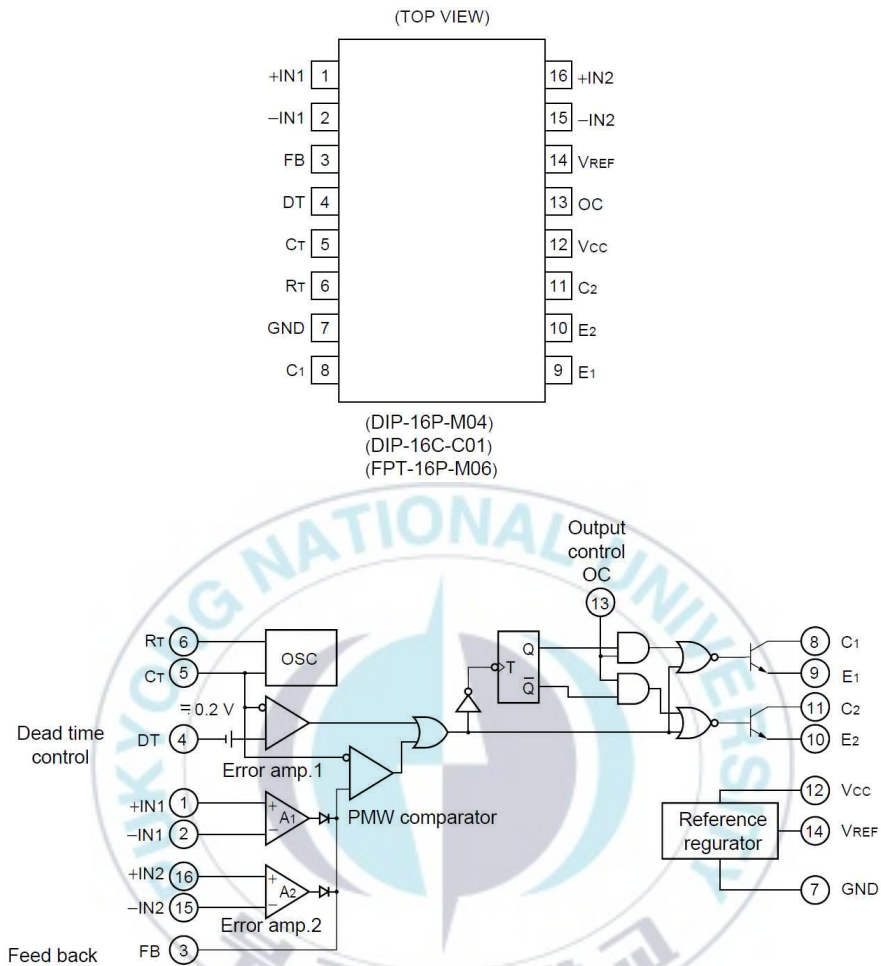 (TOP VIEW)
+IN1 1
16 +IN2
−IN1 2
15 −IN2
FB 3
14 VREF
DT 4
13 OC
CT 5
12 VCC
RT 6
11 C2
GND 7
10 E2
C1 8
9 E1
(DIP-16P-M04)
(DIP-16C-C01)
(FPT-16P-M06)
PUKYONG NATIONAL UNIVERSITY
Output
control
OC
13
RT 6
OSC
CT 5
T
Q
Q
8 C1
9 E1
≒0.2 V
Dead time
control
DT 4
11 C2
10 E2
Error amp.1
PMW comparator
+IN1 1
+
A1
−
−IN1 2
12 VCC
Reference
regurator
14 VREF
+IN2 16
+
A2
−
−IN2 15
Error amp.2
7 GND
Feed back
FB 3